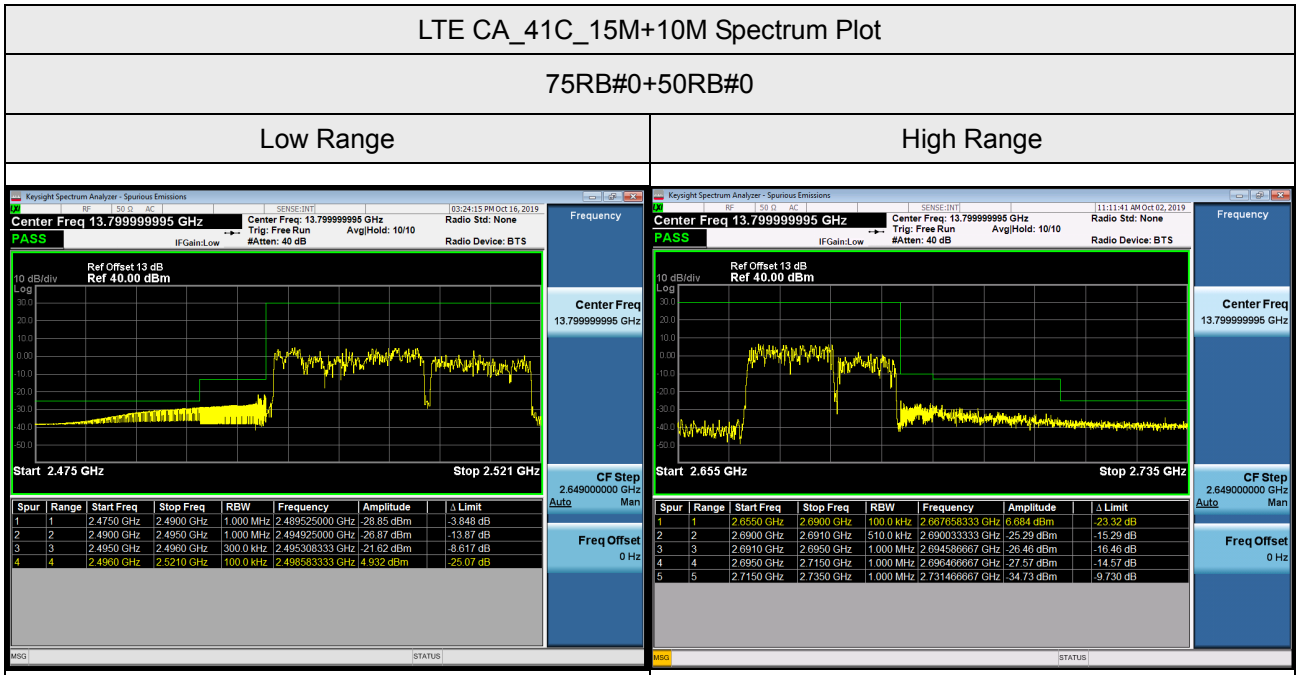 LTE CA_41C_15M+10M Spectrum Plot
75RB#0+50RB#0
Low Range
High Range
Keysight Spectrum Analyzer - Spurious Emissions
RF 50 Ω AC SENSE:INT 03:24:15 PM Oct 16, 2019
Center Freq 13.799999995 GHz
Center Freq: 13.799999995 GHz
Radio Std: None
Trig: Free Run Avg|Hold: 10/10
PASS
IFGain:Low
#Atten: 40 dB
Radio Device: BTS
Ref Offset 13 dB
10 dB/div Ref 40.00 dBm
Log
30.0
20.0
10.0
0.00
-10.0
-20.0
-30.0
-40.0
-50.0
Start 2.475 GHz Stop 2.521 GHz
Spur Range Start Freq Stop Freq RBW Frequency Amplitude Δ Limit
1 1 2.4750 GHz 2.4900 GHz 1.000 MHz 2.489525000 GHz -28.85 dBm -3.848 dB
2 2 2.4900 GHz 2.4950 GHz 1.000 MHz 2.494925000 GHz -26.87 dBm -13.87 dB
3 3 2.4950 GHz 2.4960 GHz 300.0 kHz 2.495308333 GHz -21.62 dBm -8.617 dB
4 4 2.4960 GHz 2.5210 GHz 100.0 kHz 2.498583333 GHz 4.932 dBm -25.07 dB
MSG STATUS
Frequency
Center Freq
13.799999995 GHz
CF Step
2.649000000 GHz
Auto Man
Freq Offset
0 Hz
Keysight Spectrum Analyzer - Spurious Emissions
RF 50 Ω AC SENSE:INT 11:11:41 AM Oct 02, 2019
Center Freq 13.799999995 GHz
Center Freq: 13.799999995 GHz
Radio Std: None
Trig: Free Run Avg|Hold: 10/10
PASS
IFGain:Low
#Atten: 40 dB
Radio Device: BTS
Ref Offset 13 dB
10 dB/div Ref 40.00 dBm
Log
30.0
20.0
10.0
0.00
-10.0
-20.0
-30.0
-40.0
-50.0
Start 2.655 GHz Stop 2.735 GHz
Spur Range Start Freq Stop Freq RBW Frequency Amplitude Δ Limit
1 1 2.6550 GHz 2.6900 GHz 100.0 kHz 2.667658333 GHz 6.684 dBm -23.32 dB
2 2 2.6900 GHz 2.6910 GHz 510.0 kHz 2.690033333 GHz -25.29 dBm -15.29 dB
3 3 2.6910 GHz 2.6950 GHz 1.000 MHz 2.694586667 GHz -26.46 dBm -16.46 dB
4 4 2.6950 GHz 2.7150 GHz 1.000 MHz 2.696466667 GHz -27.57 dBm -14.57 dB
5 5 2.7150 GHz 2.7350 GHz 1.000 MHz 2.731466667 GHz -34.73 dBm -9.730 dB
MSG STATUS
Frequency
Center Freq
13.799999995 GHz
CF Step
2.649000000 GHz
Auto Man
Freq Offset
0 Hz